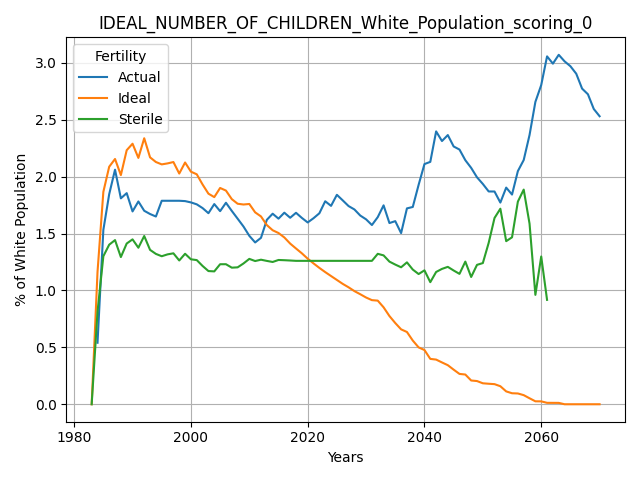 IDEAL_NUMBER_OF_CHILDREN_White_Population_scoring_0
Fertility
Actual
Ideal
Sterile
% of White Population
3.0
2.5
2.0
1.5
1.0
0.5
0.0
1980
2000
2020
2040
2060
Years